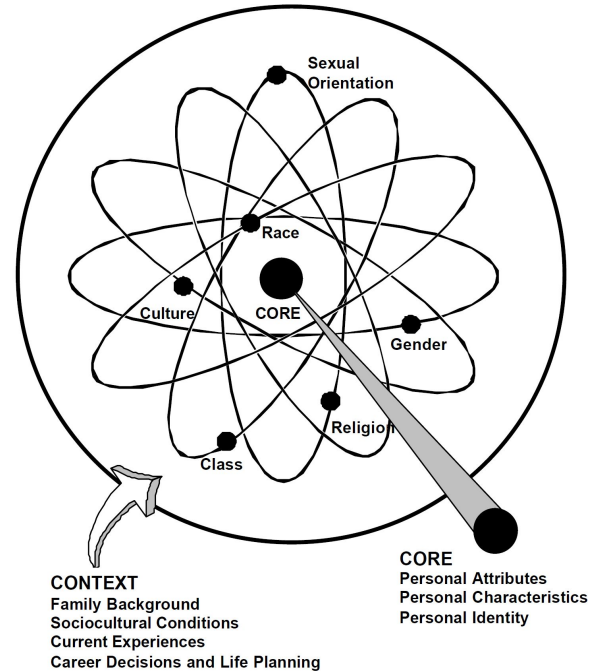 Sexual
Orientation
Race
CORE
Culture
Gender
Religion
Class
CONTEXT
Family Background
Sociocultural Conditions
Current Experiences
Career Decisions and Life Planning
CORE
Personal Attributes
Personal Characteristics
Personal Identity